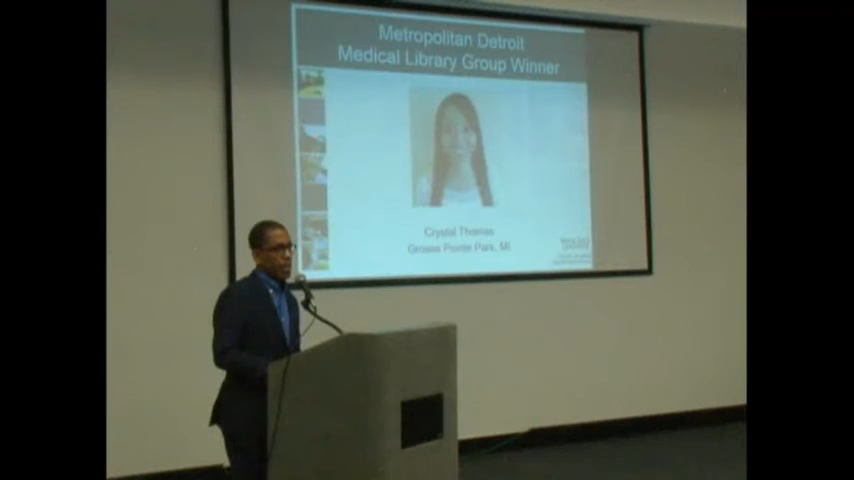 Metropolitan Detroit
Medical Library Group Winner
Crystal Thomas
Grosse Pointe Park, MI